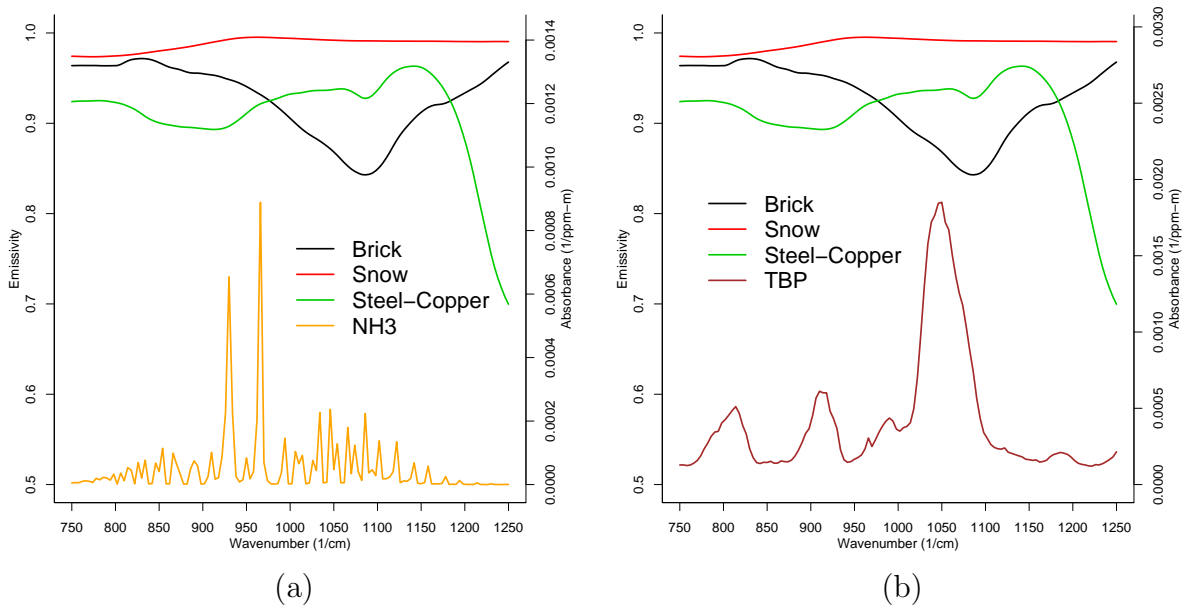 Emissivity
1.0
0.9
0.8
0.7
0.6
0.5
Brick
Snow
Steel−Copper
NH3
0.0014
0.0012
0.0010
0.0008
0.0006
0.0004
0.0002
0.0000
Absorbance (1/ppm−m)
750 800 850 900 950 1000 1050 1100 1150 1200 1250
Wavenumber (1/cm)
(a)
Emissivity
1.0
0.9
0.8
0.7
0.6
0.5
Brick
Snow
Steel−Copper
TBP
0.0030
0.0025
0.0020
0.0015
0.0010
0.0005
0.0000
Absorbance (1/ppm−m)
750 800 850 900 950 1000 1050 1100 1150 1200 1250
Wavenumber (1/cm)
(b)